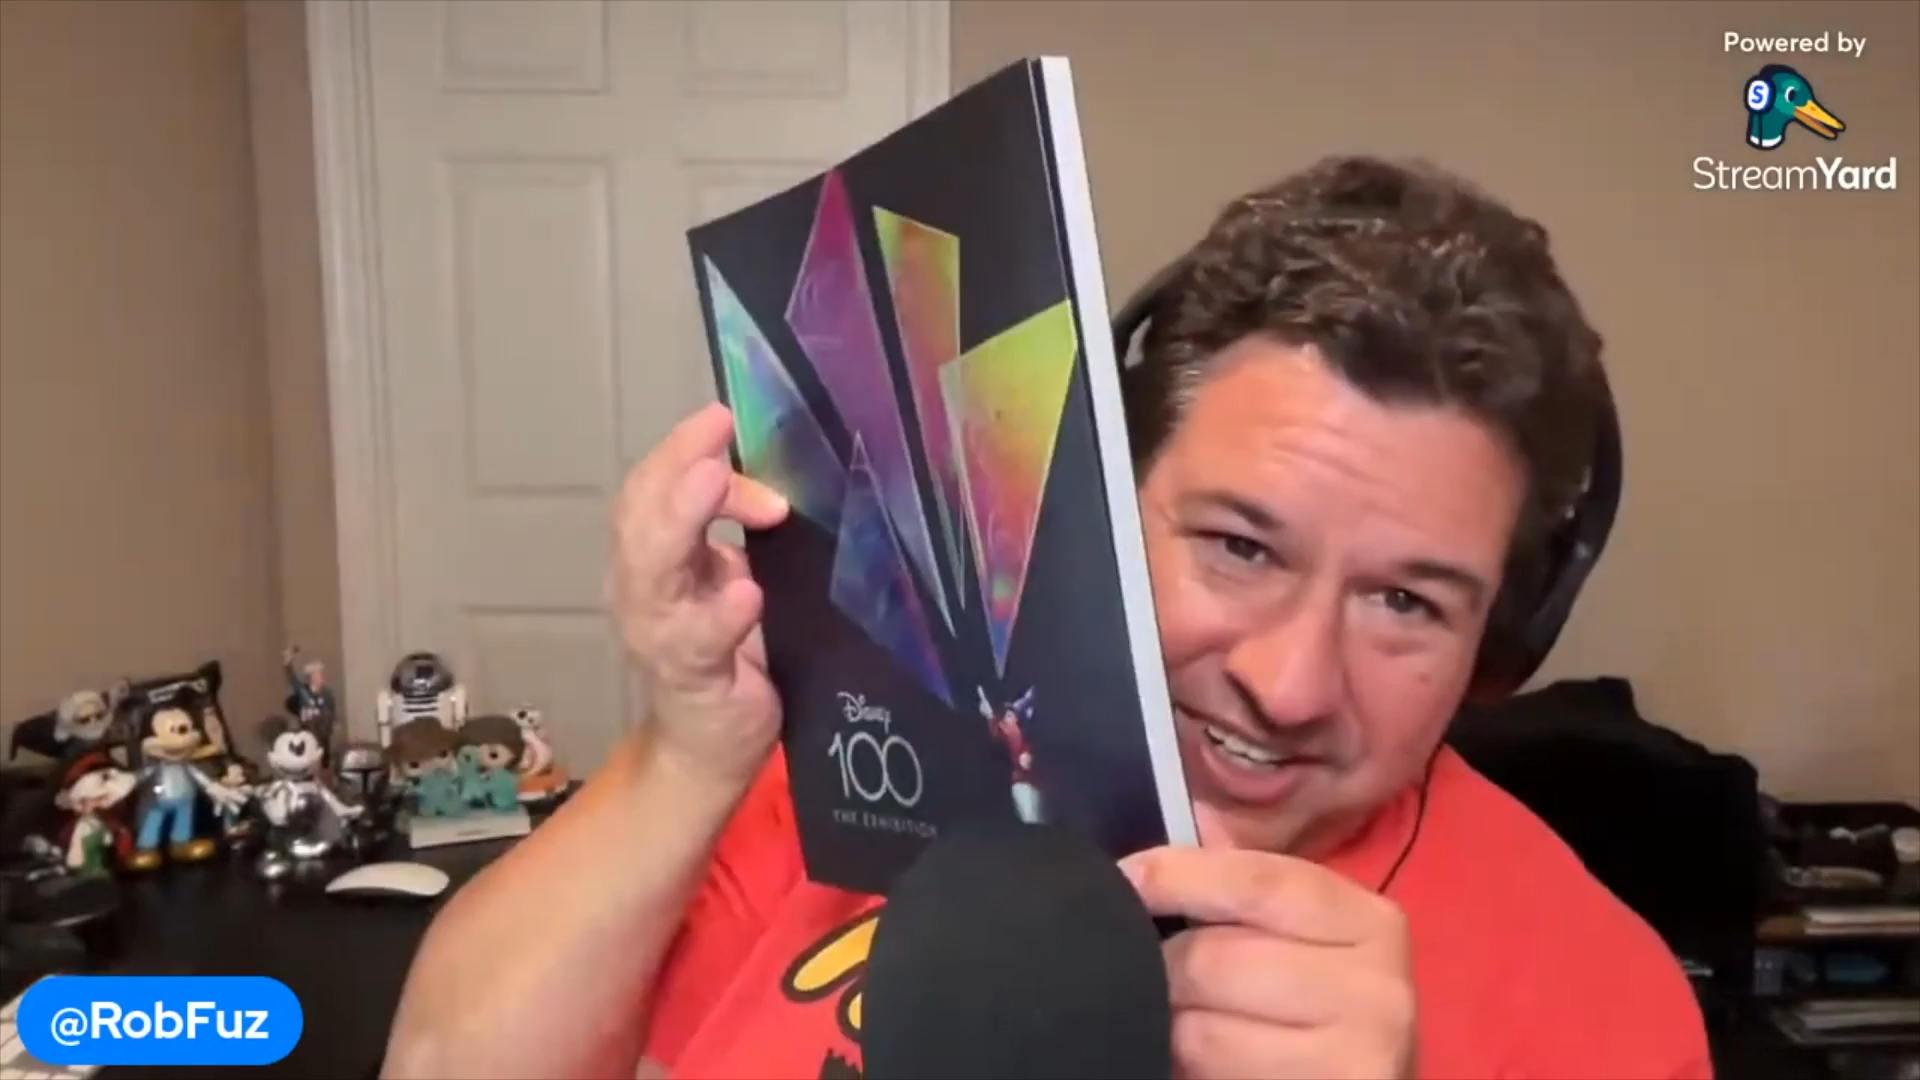 Powered by
S
StreamYard
Disney
100
THE EXHIBITION
@RobFuz